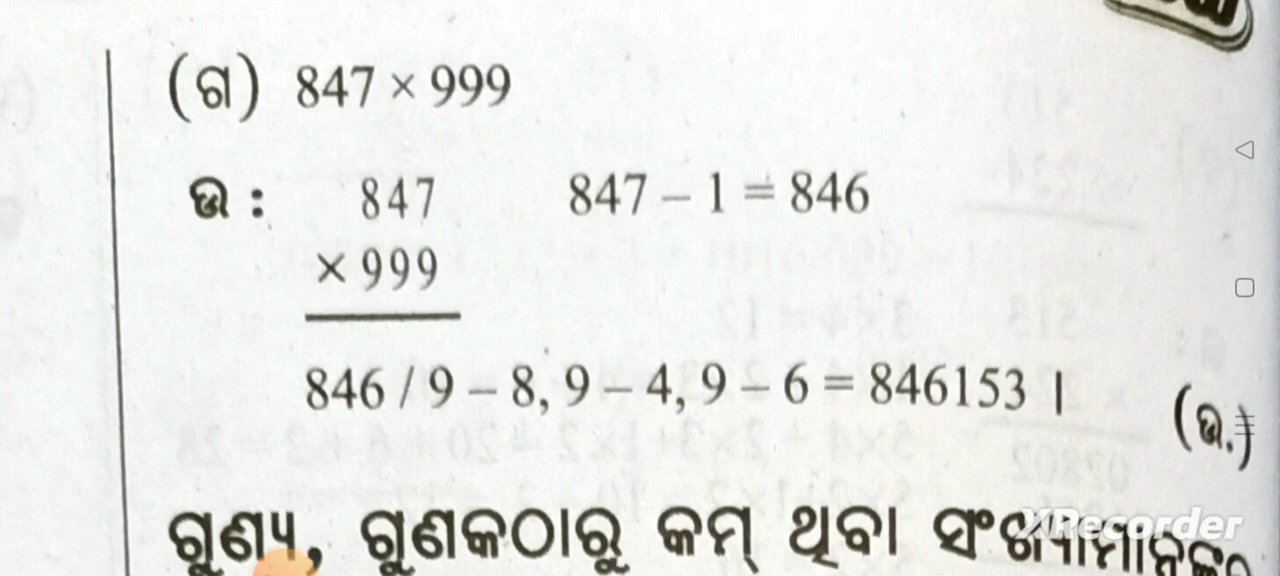 (ଗ) 847 × 999
ଉ : 847 847 – 1 = 846
× 999
846 / 9 – 8, 9 – 4, 9 – 6 = 846153 ।
(ଉ.)
ଗୁଣ୍ୟ, ଗୁଣକଠାରୁ କମ୍ ଥିବା
XRecorder